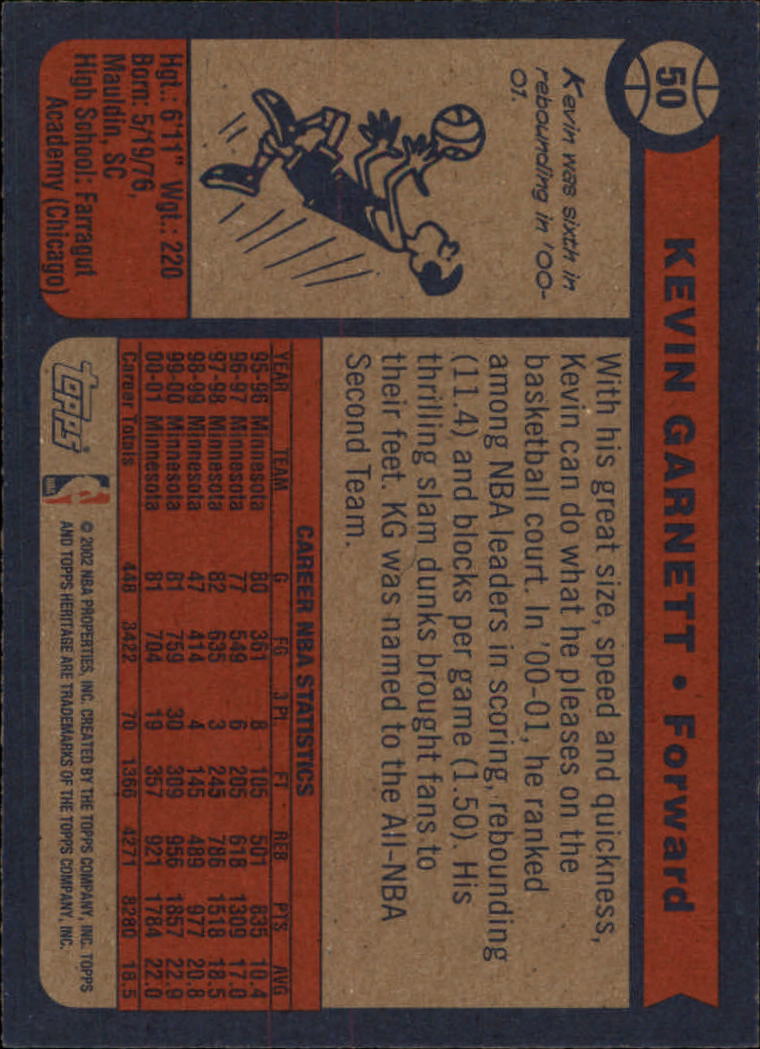 50
KEVIN GARNETT • Forward
Kevin was sixth in
rebounding in '00-
01.
Hgt.: 6'11" Wgt.: 220
Born: 5/19/76,
Mauldin, SC
High School: Farragut
Academy (Chicago)
With his great size, speed and quickness,
Kevin can do what he pleases on the
basketball court. In '00-01, he ranked
among NBA leaders in scoring, rebounding
(11.4) and blocks per game (1.50). His
thrilling slam dunks brought fans to
their feet. KG was named to the All-NBA
Second Team.
CAREER NBA STATISTICS
YEAR TEAM G FG 3 PT. FT REB PTS AVG
95-96 Minnesota 80 361 8 105 501 835 10.4
96-97 Minnesota 77 549 6 205 618 1309 17.0
97-98 Minnesota 82 635 3 245 786 1518 18.5
98-99 Minnesota 47 414 4 145 489 977 20.8
99-00 Minnesota 81 759 30 309 956 1857 22.9
00-01 Minnesota 81 704 19 357 921 1784 22.0
Career Totals 448 3422 70 1366 4271 8280 18.5
topps®
NBA
© 2002 NBA PROPERTIES, INC. CREATED BY THE TOPPS COMPANY, INC. TOPPS
AND TOPPS HERITAGE ARE TRADEMARKS OF THE TOPPS COMPANY, INC.